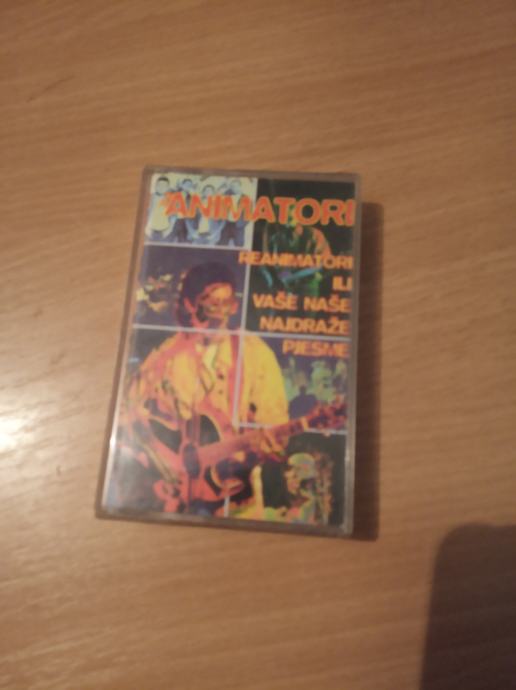 ANIMATORI
REANIMATORI
ILI
VAŠE NAŠE
NAJDRAŽE
PJESME